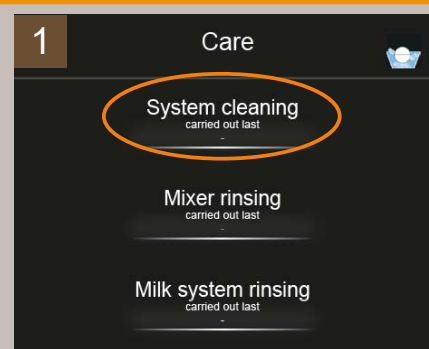 1
Care
System cleaning
carried out last
-
Mixer rinsing
carried out last
-
Milk system rinsing
carried out last
-